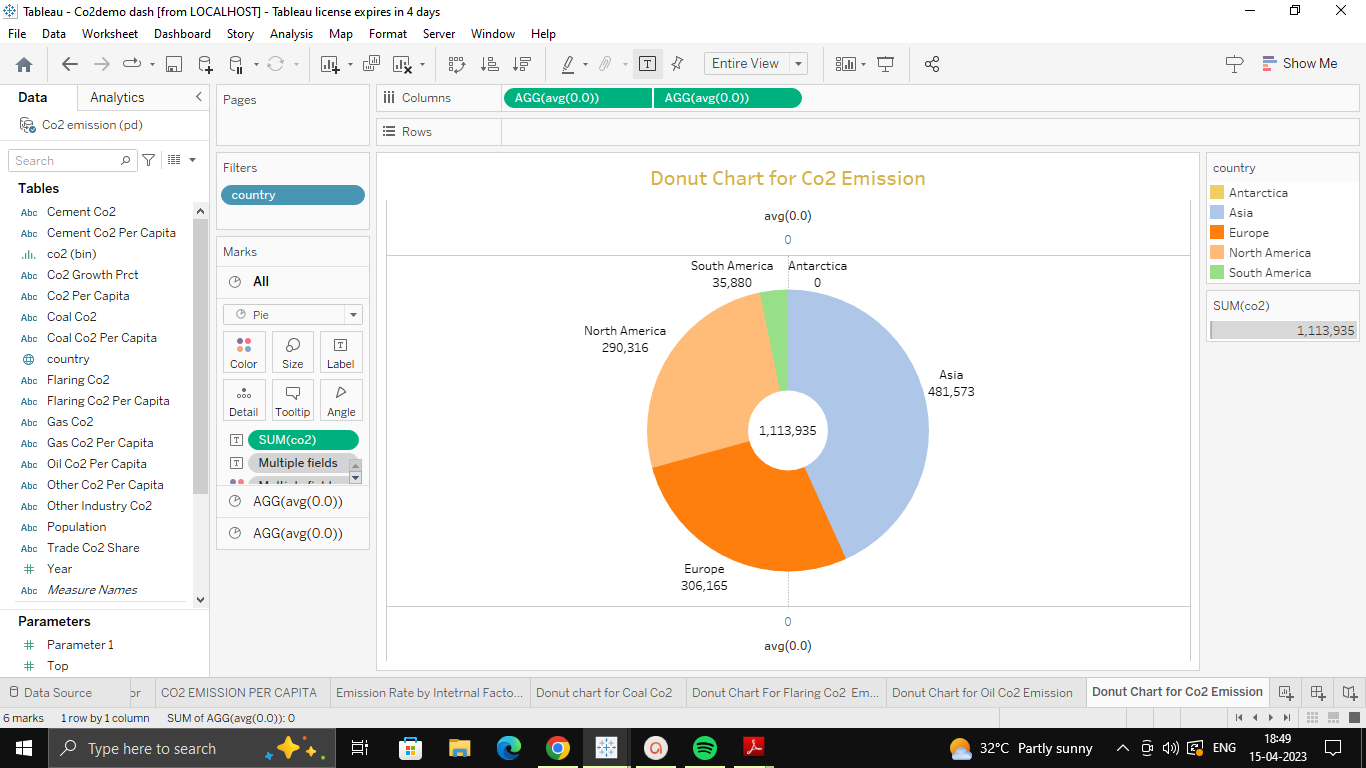 Tableau - Co2demo dash [from LOCALHOST] - Tableau license expires in 4 days
File Data Worksheet Dashboard Story Analysis Map Format Server Window Help
Entire View
Show Me
Data Analytics
Co2 emission (pd)
Search
Tables
Abc Cement Co2
Abc Cement Co2 Per Capita
co2 (bin)
Abc Co2 Growth Prct
Abc Co2 Per Capita
Abc Coal Co2
Abc Coal Co2 Per Capita
country
Abc Flaring Co2
Abc Flaring Co2 Per Capita
Abc Gas Co2
Abc Gas Co2 Per Capita
Abc Oil Co2 Per Capita
Abc Other Co2 Per Capita
Abc Other Industry Co2
Abc Population
Abc Trade Co2 Share
# Year
Abc Measure Names
Parameters
# Parameter 1
# Top
Pages
Filters
country
Marks
All
Pie
Color Size Label
Detail Tooltip Angle
SUM(co2)
Multiple fields
AGG(avg(0.0))
AGG(avg(0.0))
Columns AGG(avg(0.0)) AGG(avg(0.0))
Rows
Donut Chart for Co2 Emission
avg(0.0)
0
South America
35,880
Antarctica
0
North America
290,316
Asia
481,573
1,113,935
Europe
306,165
0
avg(0.0)
country
Antarctica
Asia
Europe
North America
South America
SUM(co2)
1,113,935
Data Source or CO2 EMISSION PER CAPITA Emission Rate by Intetrnal Facto... Donut chart for Coal Co2 Donut Chart For Flaring Co2 Em... Donut Chart for Oil Co2 Emission Donut Chart for Co2 Emission
6 marks 1 row by 1 column SUM of AGG(avg(0.0)): 0
Type here to search
32°C Partly sunny
ENG
18:49
15-04-2023